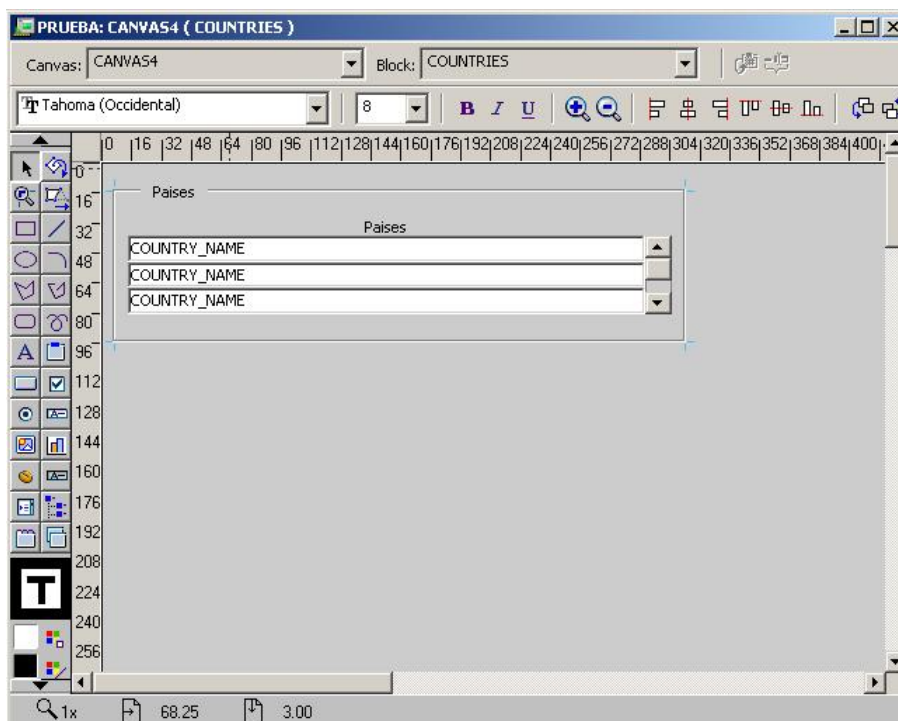 PRUEBA: CANVAS4 ( COUNTRIES )
Canvas: CANVAS4 Block: COUNTRIES
Tahoma (Occidental) 8 B I U
0 16 32 48 64 80 96 112 128 144 160 176 192 208 224 240 256 272 288 304 320 336 352 368 384 400
0
16
32
48
64
80
96
112
128
144
160
176
192
208
224
240
256
Paises
Paises
COUNTRY_NAME
COUNTRY_NAME
COUNTRY_NAME
A
T
1x 68.25 3.00